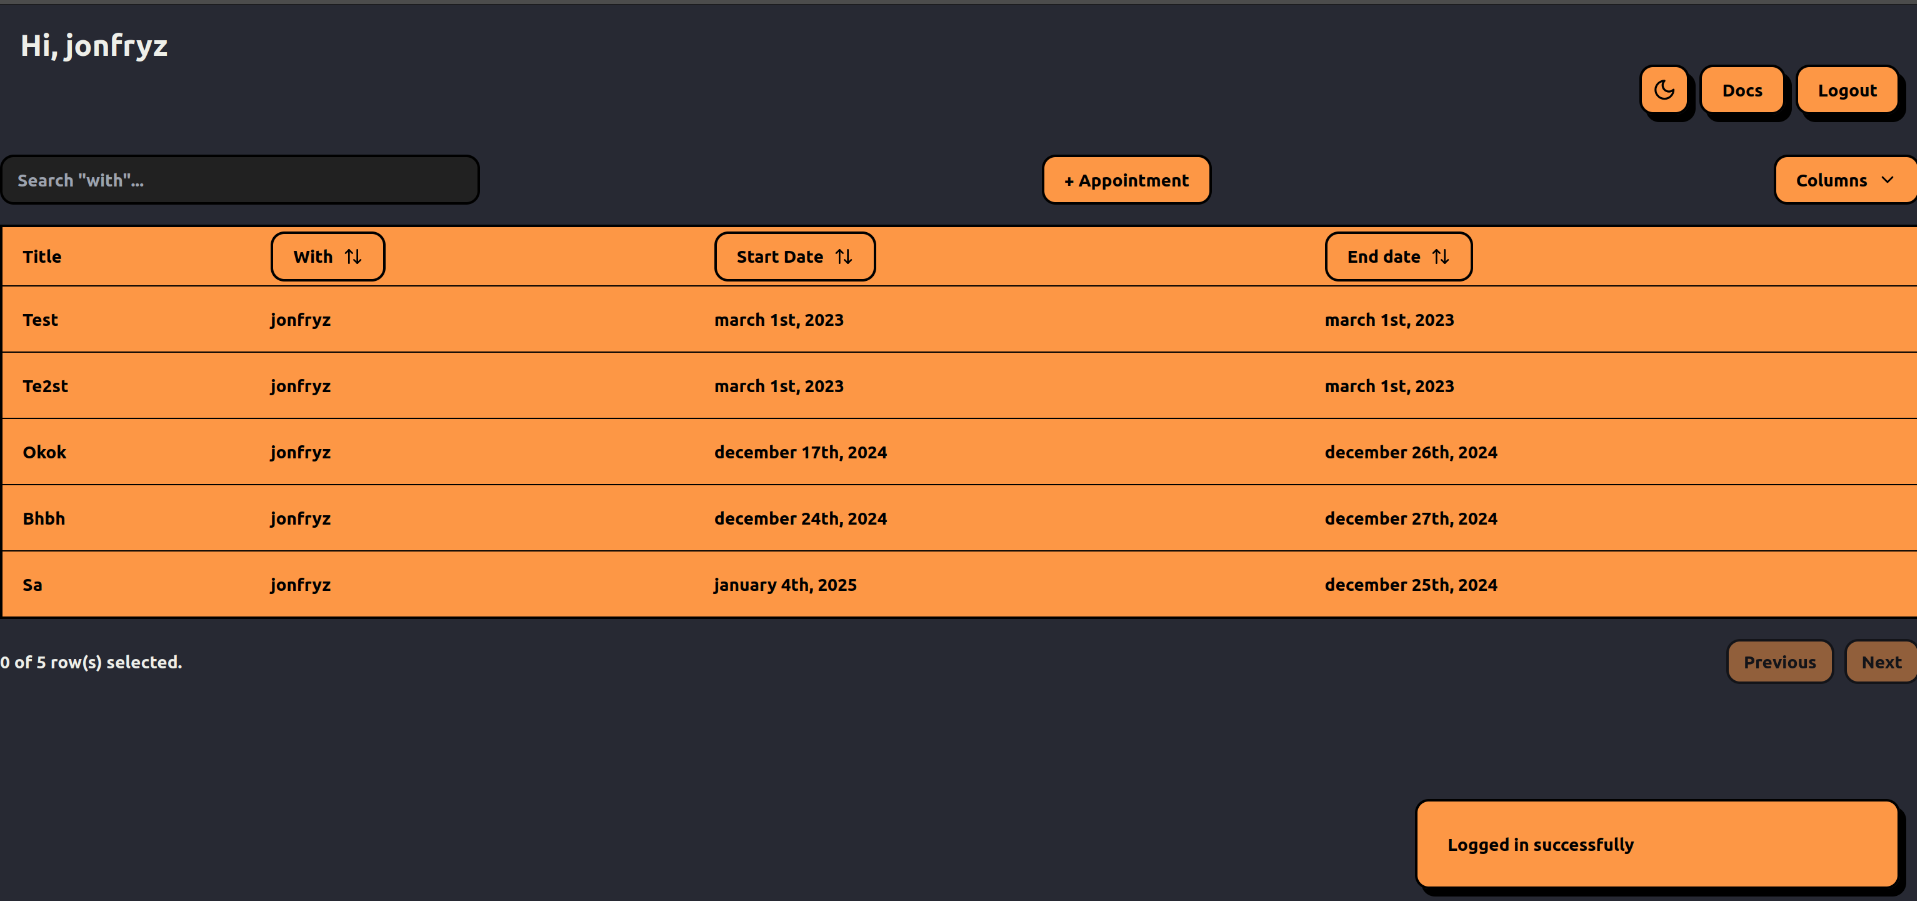 Hi, jonfryz
Docs
Logout
Search "with"...
+ Appointment
Columns
Title With Start Date End date
Test jonfryz march 1st, 2023 march 1st, 2023
Te2st jonfryz march 1st, 2023 march 1st, 2023
Okok jonfryz december 17th, 2024 december 26th, 2024
Bhbh jonfryz december 24th, 2024 december 27th, 2024
Sa jonfryz january 4th, 2025 december 25th, 2024
0 of 5 row(s) selected.
Previous
Next
Logged in successfully